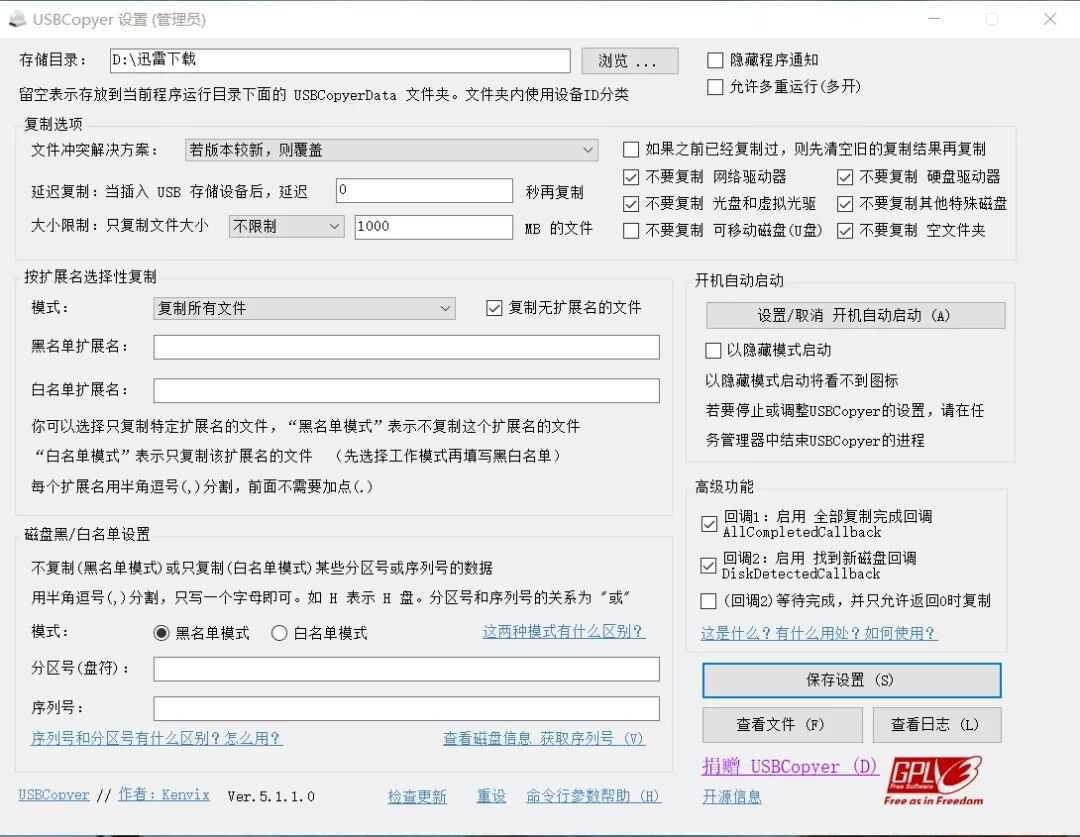 USBCopyer 设置 (管理员)
存储目录： D:\迅雷下载 浏览 ... 隐藏程序通知
允许多重运行(多开)
留空表示存放到当前程序运行目录下面的 USBCopyerData 文件夹。文件夹内使用设备ID分类
复制选项
文件冲突解决方案： 若版本较新，则覆盖 如果之前已经复制过，则先清空旧的复制结果再复制
不要复制 网络驱动器 不要复制 硬盘驱动器
延迟复制：当插入 USB 存储设备后，延迟 0 秒再复制
不要复制 光盘和虚拟光驱 不要复制其他特殊磁盘
大小限制：只复制文件大小 不限制 1000 MB 的文件
不要复制 可移动磁盘(U盘) 不要复制 空文件夹
按扩展名选择性复制
模式： 复制所有文件 复制无扩展名的文件
黑名单扩展名：
白名单扩展名：
你可以选择只复制特定扩展名的文件，“黑名单模式”表示不复制这个扩展名的文件
“白名单模式”表示只复制该扩展名的文件 （先选择工作模式再填写黑白名单）
每个扩展名用半角逗号(,)分割，前面不需要加点(.)
开机自动启动
设置/取消 开机自动启动 (A)
以隐藏模式启动
以隐藏模式启动将看不到图标
若要停止或调整USBCopyer的设置，请在任
务管理器中结束USBCopyer的进程
磁盘黑/白名单设置
不复制(黑名单模式)或只复制(白名单模式)某些分区号或序列号的数据
用半角逗号(,)分割，只写一个字母即可。如 H 表示 H 盘。分区号和序列号的关系为 "或"
模式： 黑名单模式 白名单模式 这两种模式有什么区别？
分区号(盘符)：
序列号：
序列号和分区号有什么区别？怎么用？ 查看磁盘信息 获取序列号 (V)
高级功能
回调1：启用 全部复制完成回调
AllCompletedCallback
回调2：启用 找到新磁盘回调
DiskDetectedCallback
(回调2)等待完成，并只允许返回0时复制
这是什么？有什么用处？如何使用？
保存设置 (S)
查看文件 (F) 查看日志 (L)
捐赠 USBCopyer (D)
GPLv3
Free Software
Free as in Freedom
USBCopyer // 作者：Kenvix Ver.5.1.1.0 检查更新 重设 命令行参数帮助 (H) 开源信息